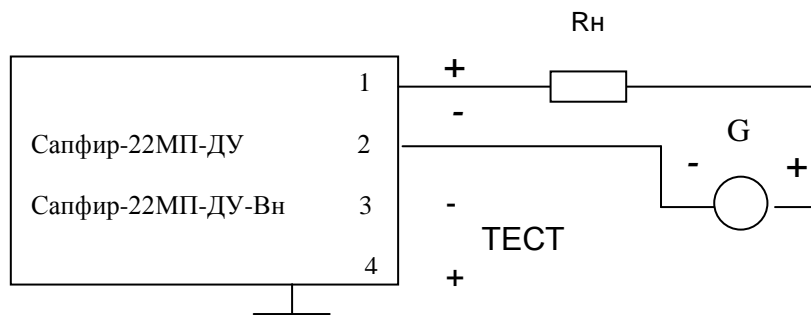 Rн
1
+
-
G
Сапфир-22МП-ДУ 2
- +
Сапфир-22МП-ДУ-Вн 3
-
ТЕСТ
4
+